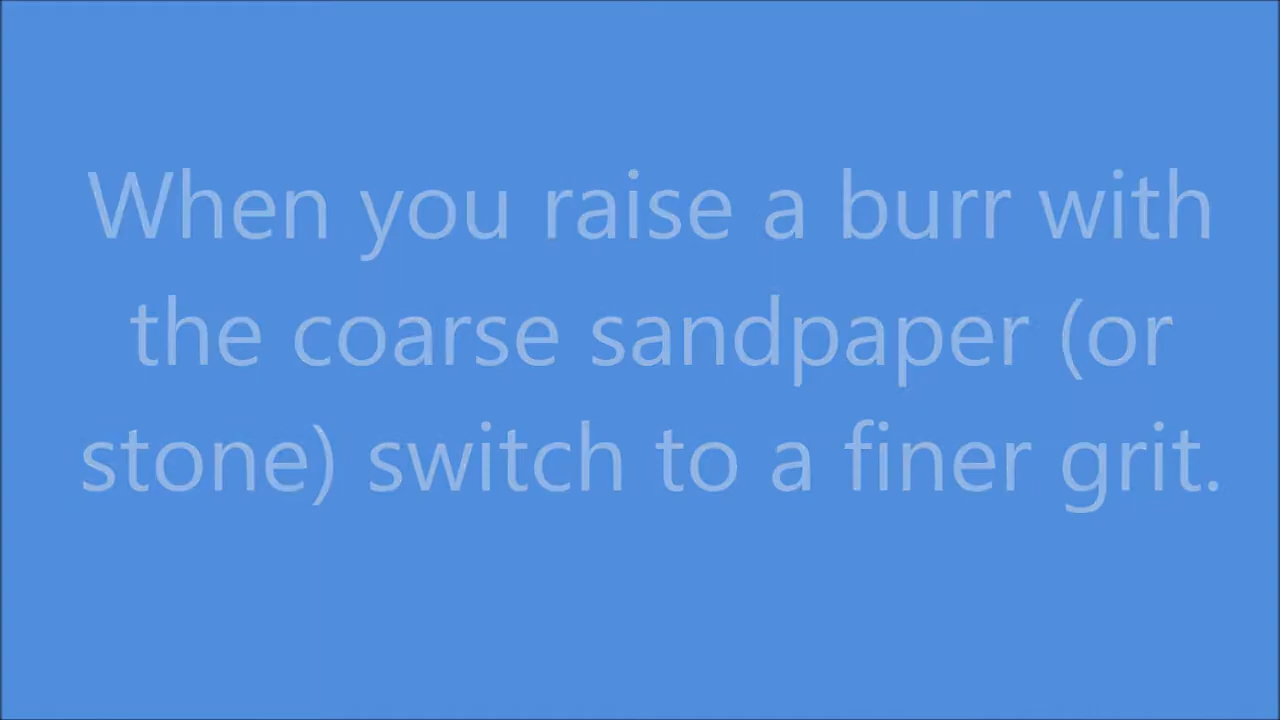 When you raise a burr with
the coarse sandpaper (or
stone) switch to a finer grit.